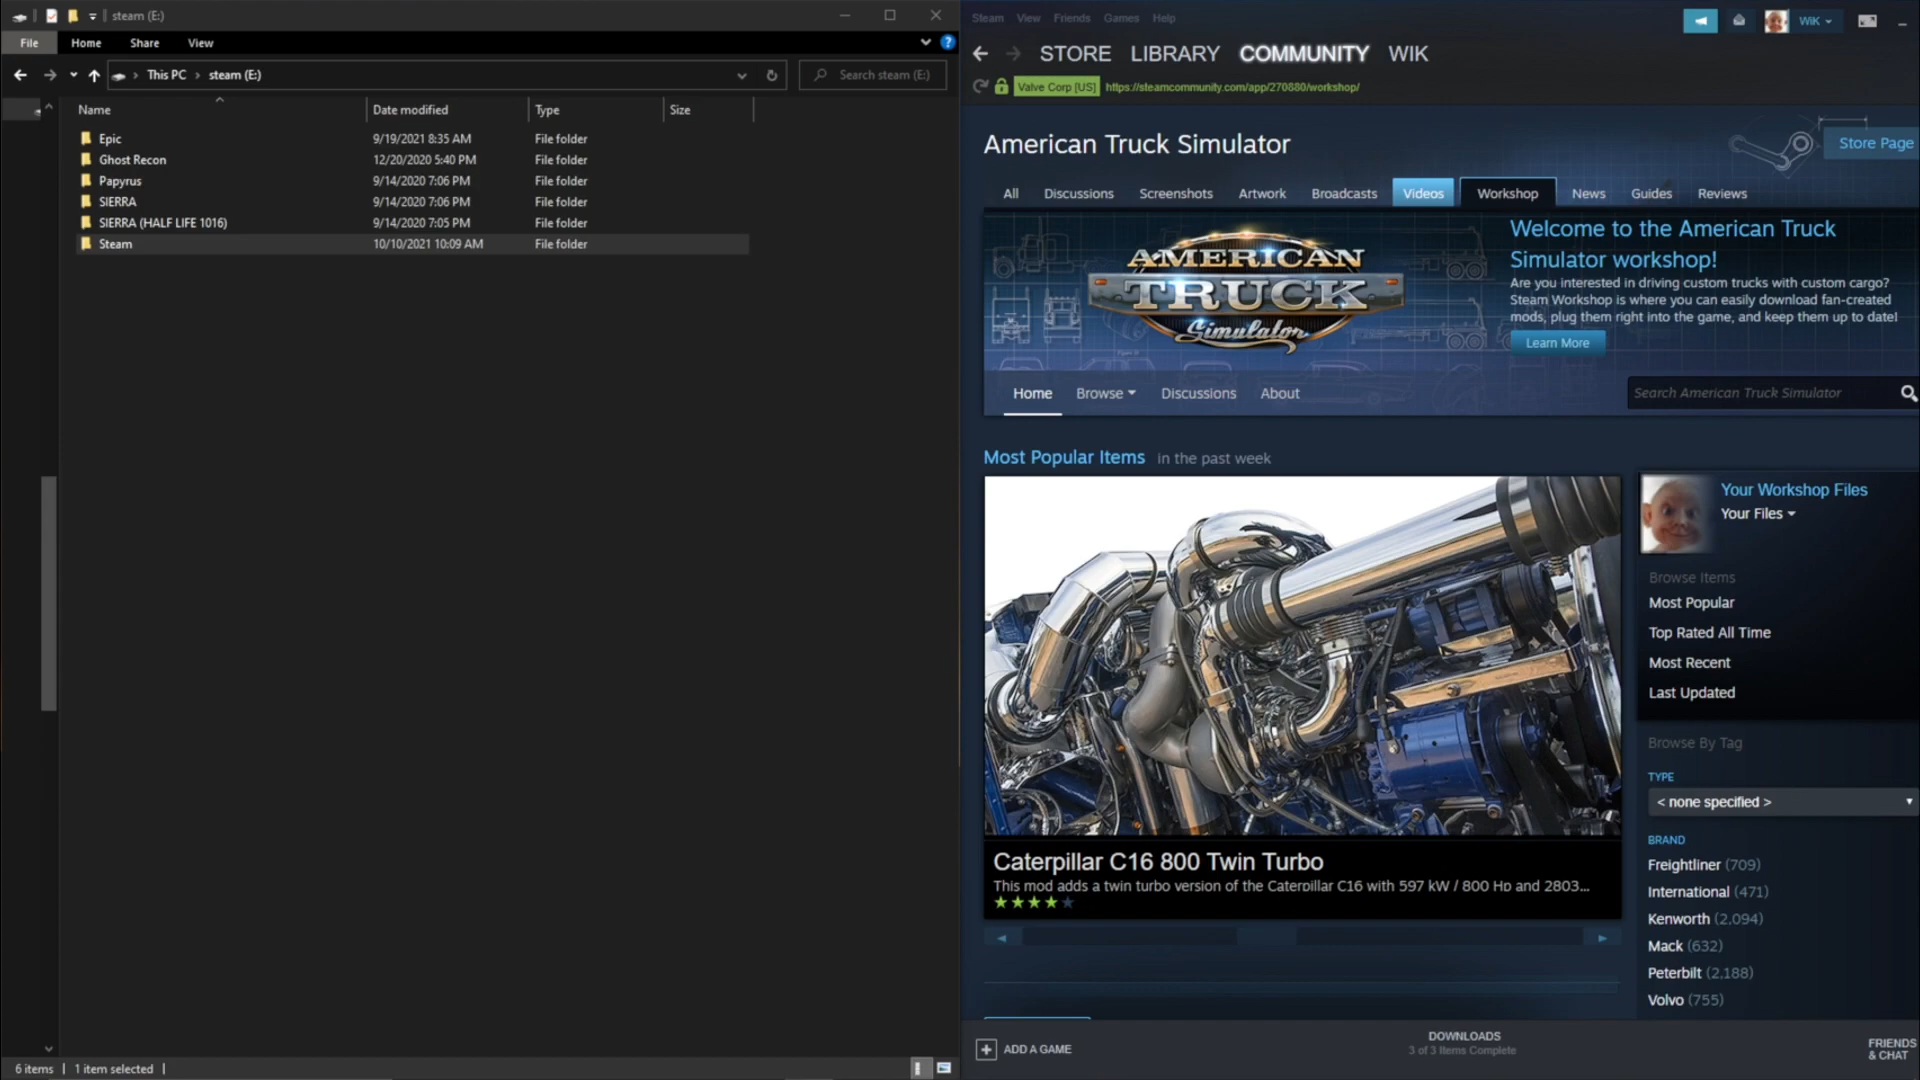 steam (E:)
File
Home
Share
View
This PC › steam (E:)
Search steam (E:)
Name
Date modified
Type
Size
Epic 9/19/2021 8:35 AM File folder
Ghost Recon 12/20/2020 5:40 PM File folder
Papyrus 9/14/2020 7:06 PM File folder
SIERRA 9/14/2020 7:06 PM File folder
SIERRA (HALF LIFE 1016) 9/14/2020 7:05 PM File folder
Steam 10/10/2021 10:09 AM File folder
6 items
1 item selected
Steam View Friends Games Help
WiK
STORE LIBRARY COMMUNITY WIK
Valve Corp [US] https://steamcommunity.com/app/270880/workshop/
American Truck Simulator
Store Page
All Discussions Screenshots Artwork Broadcasts Videos Workshop News Guides Reviews
AMERICAN
TRUCK
Simulator
Welcome to the American Truck
Simulator workshop!
Are you interested in driving custom trucks with custom cargo?
Steam Workshop is where you can easily download fan-created
mods, plug them right into the game, and keep them up to date!
Learn More
Home Browse Discussions About
Search American Truck Simulator
Most Popular Items in the past week
Caterpillar C16 800 Twin Turbo
This mod adds a twin turbo version of the Caterpillar C16 with 597 kW / 800 Hp and 2803...
Your Workshop Files
Your Files
Browse Items
Most Popular
Top Rated All Time
Most Recent
Last Updated
Browse By Tag
TYPE
< none specified >
BRAND
Freightliner (709)
International (471)
Kenworth (2,094)
Mack (632)
Peterbilt (2,188)
Volvo (755)
ADD A GAME
DOWNLOADS
3 of 3 Items Complete
FRIENDS
& CHAT